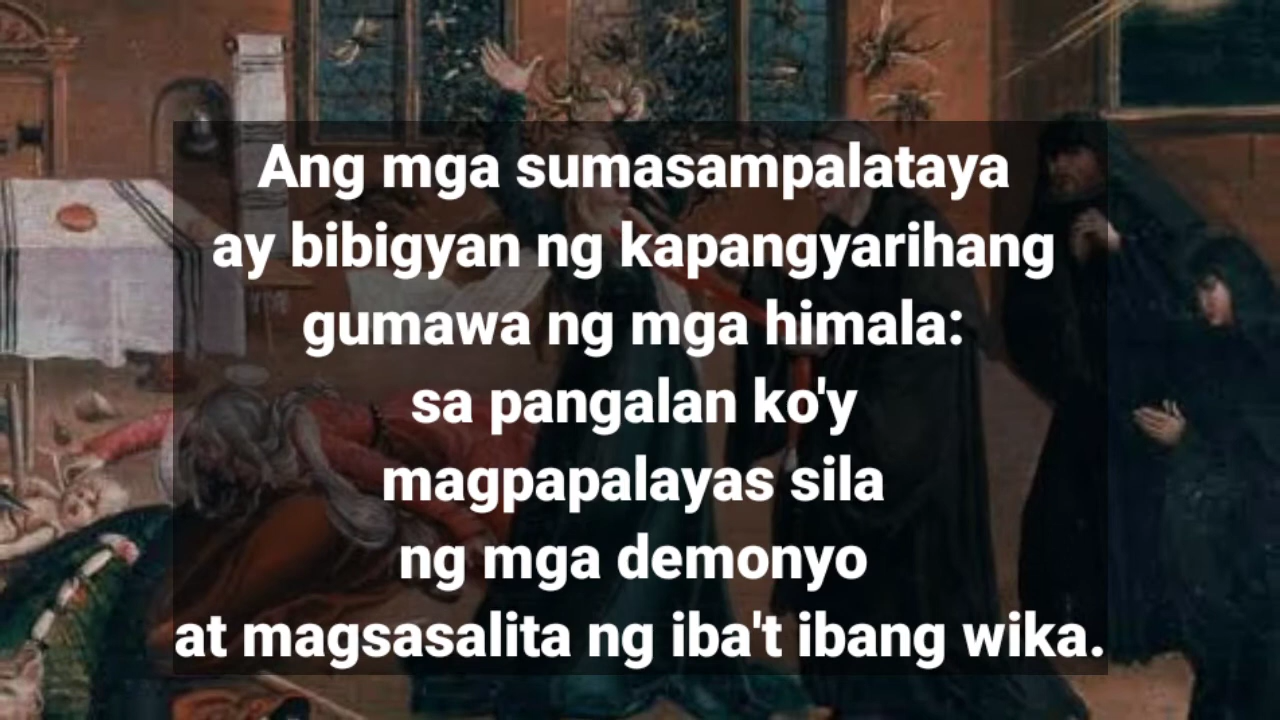 Ang mga sumasampalataya
ay bibigyan ng kapangyarihang
gumawa ng mga himala:
sa pangalan ko'y
magpapalayas sila
ng mga demonyo
at magsasalita ng iba't ibang wika.